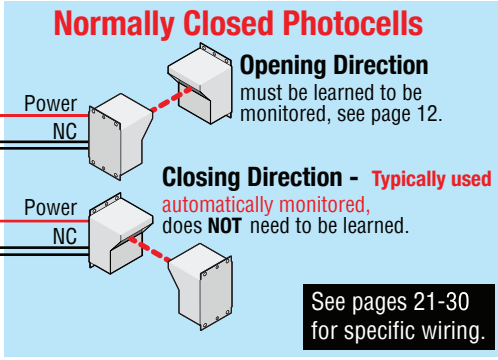 Normally Closed Photocells
Opening Direction
must be learned to be
monitored, see page 12.
Power
NC
Closing Direction - Typically used
automatically monitored,
does NOT need to be learned.
Power
NC
See pages 21-30
for specific wiring.